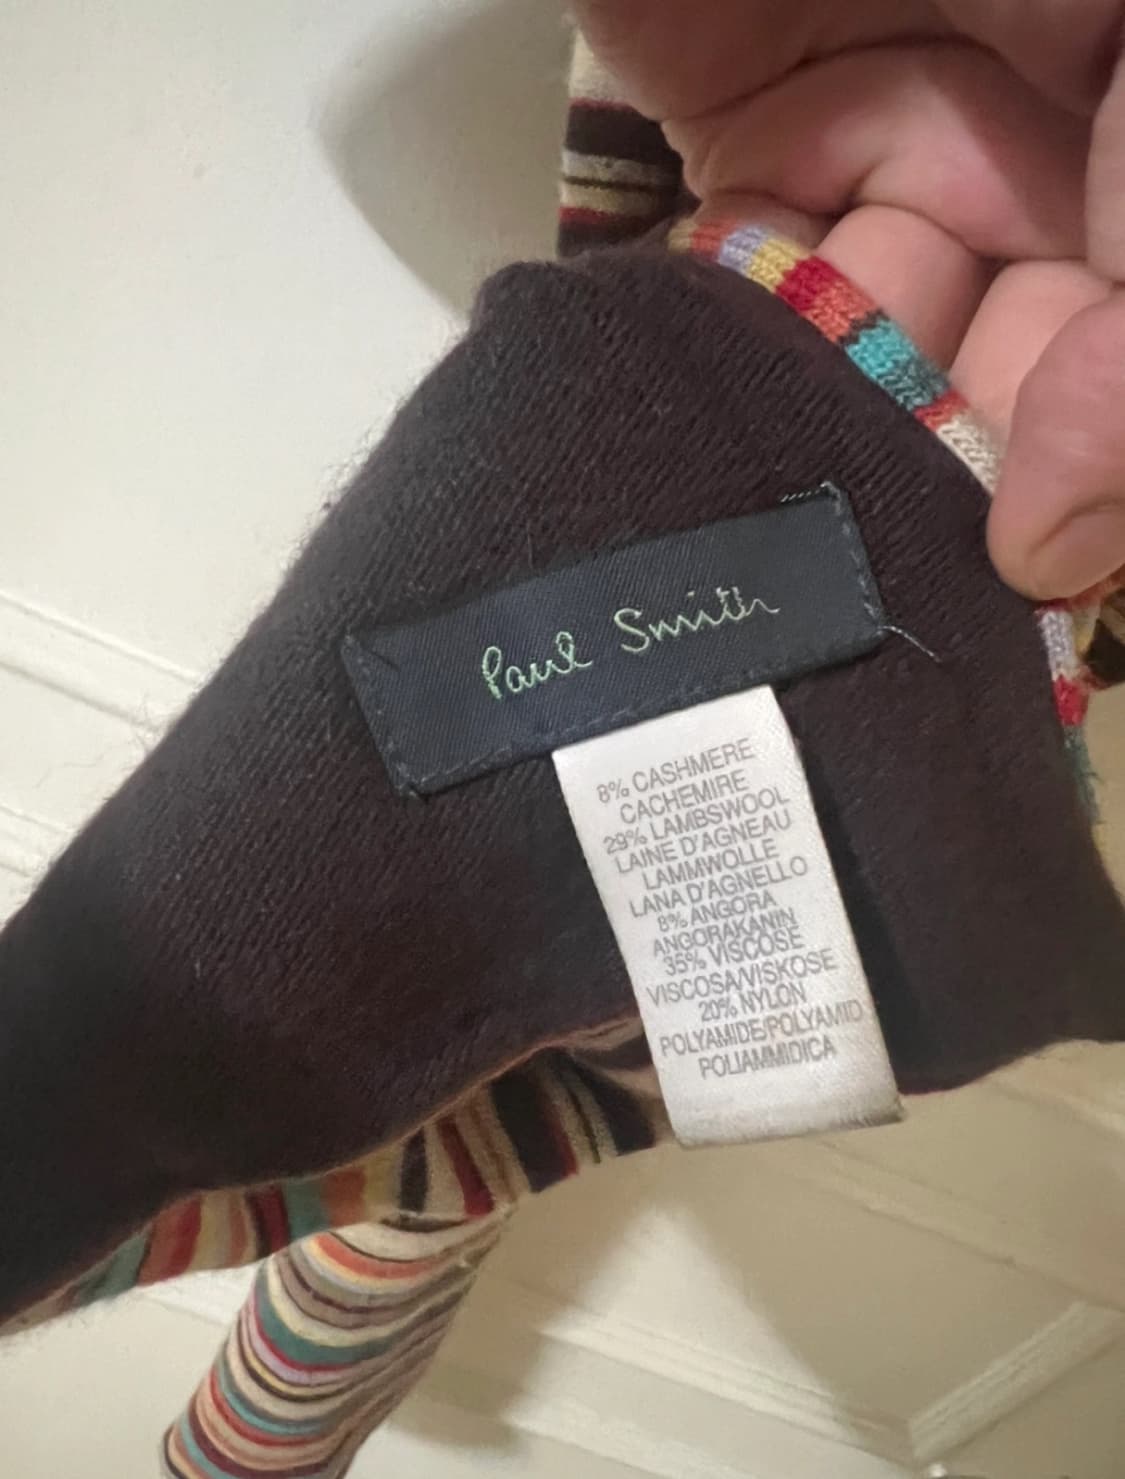 Paul Smith
8% CASHMERE
CACHEMIRE
29% LAMBSWOOL
LAINE D'AGNEAU
LAMMWOLLE
LANA D'AGNELLO
8% ANGORA
ANGORAKANIN
35% VISCOSE
VISCOSA/VISKOSE
20% NYLON
POLYAMIDE/POLYAMID
POLIAMMIDICA